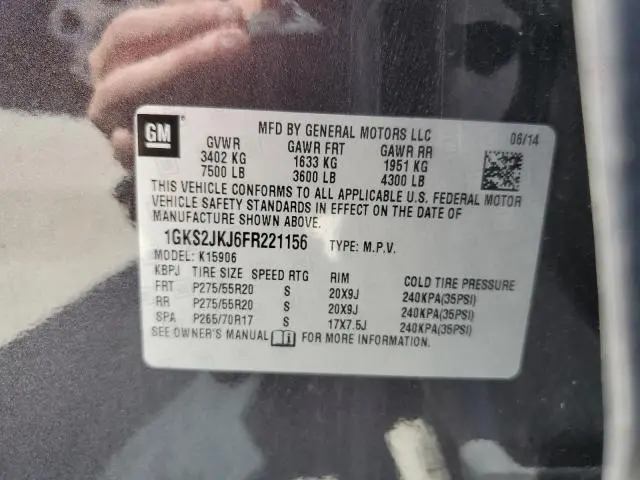 GM
MFD BY GENERAL MOTORS LLC 06/14
GVWR GAWR FRT GAWR RR
3402 KG 1633 KG 1951 KG
7500 LB 3600 LB 4300 LB
THIS VEHICLE CONFORMS TO ALL APPLICABLE U.S. FEDERAL MOTOR
VEHICLE SAFETY STANDARDS IN EFFECT ON THE DATE OF
MANUFACTURE SHOWN ABOVE.
1GKS2JKJ6FR221156 TYPE: M.P.V.
MODEL: K15906
KBPJ TIRE SIZE SPEED RTG RIM COLD TIRE PRESSURE
FRT P275/55R20 S 20X9J 240KPA(35PSI)
RR P275/55R20 S 20X9J 240KPA(35PSI)
SPA P265/70R17 S 17X7.5J 240KPA(35PSI)
SEE OWNER'S MANUAL FOR MORE INFORMATION.